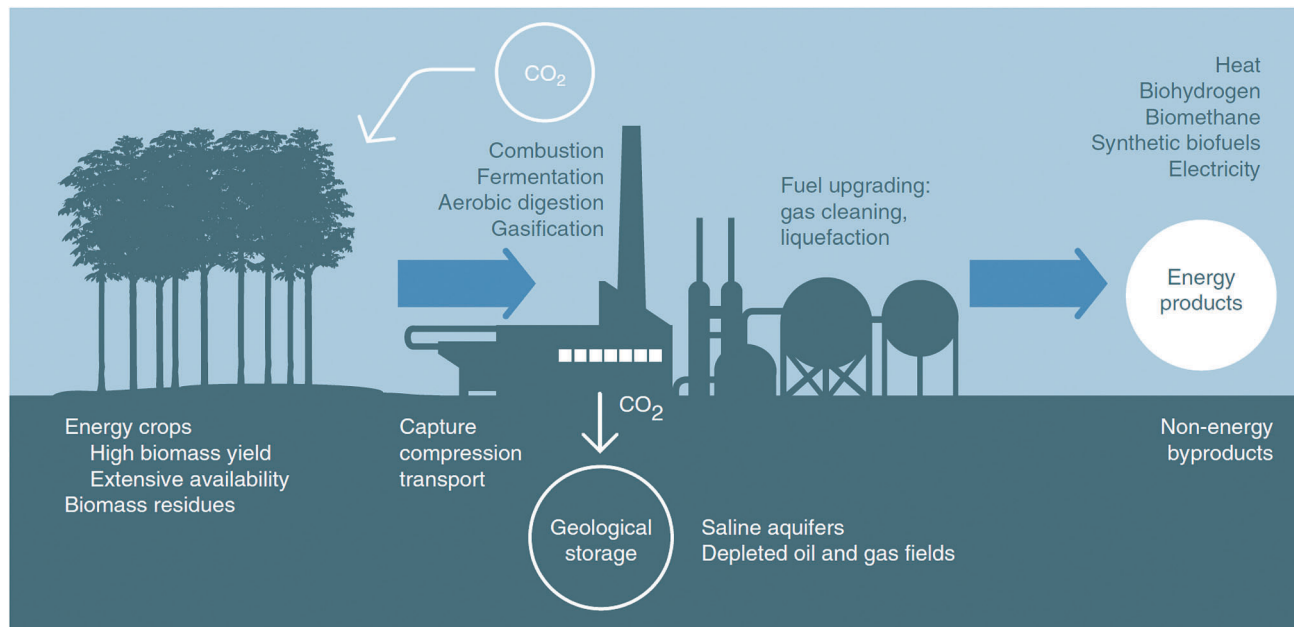 CO2
Combustion
Fermentation
Aerobic digestion
Gasification
Fuel upgrading:
gas cleaning,
liquefaction
Heat
Biohydrogen
Biomethane
Synthetic biofuels
Electricity
Energy
products
Energy crops
High biomass yield
Extensive availability
Biomass residues
Capture
compression
transport
CO2
Geological
storage
Saline aquifers
Depleted oil and gas fields
Non-energy
byproducts